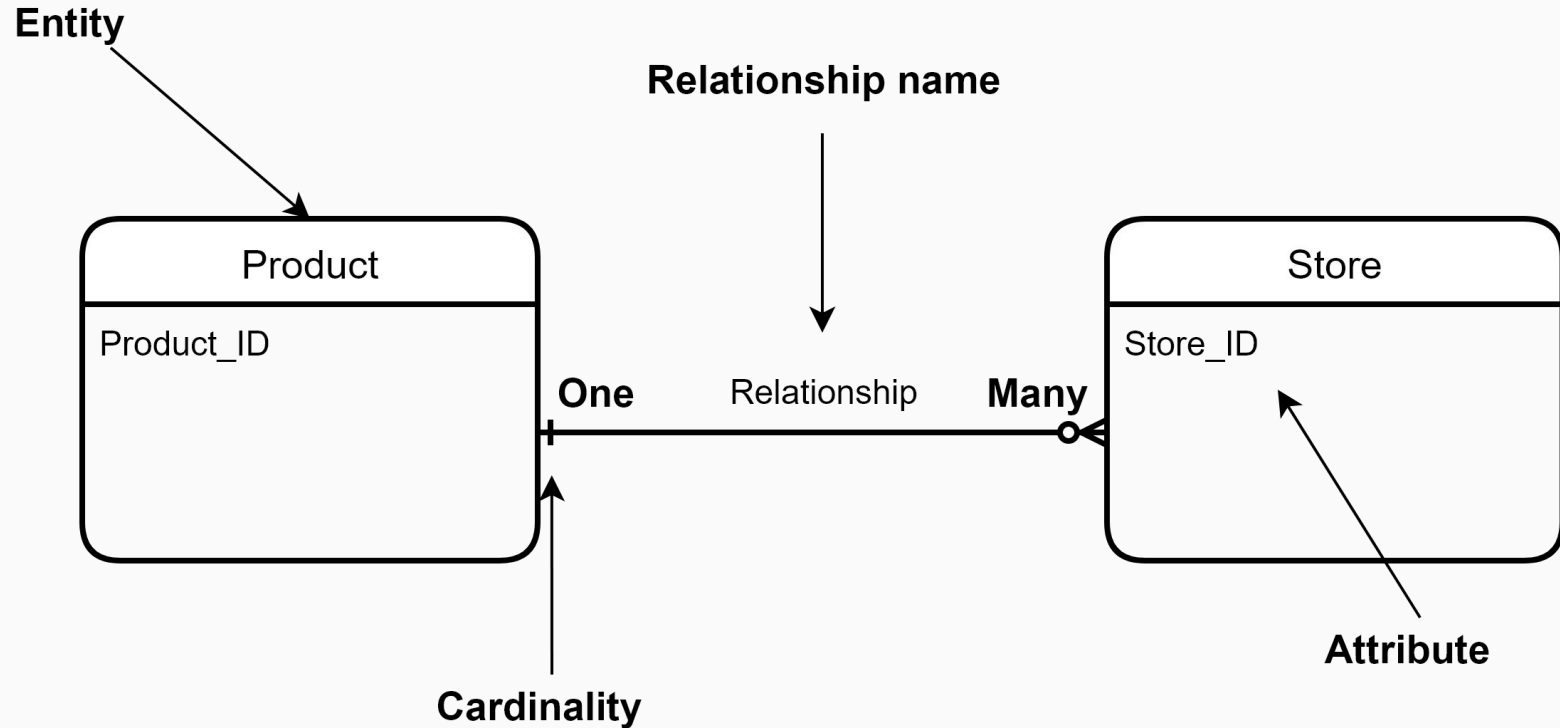 Entity
Relationship name
Product
Store
Product_ID
Store_ID
One
Relationship
Many
Attribute
Cardinality